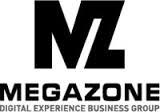 MZ
MEGAZONE
DIGITAL EXPERIENCE BUSINESS GROUP